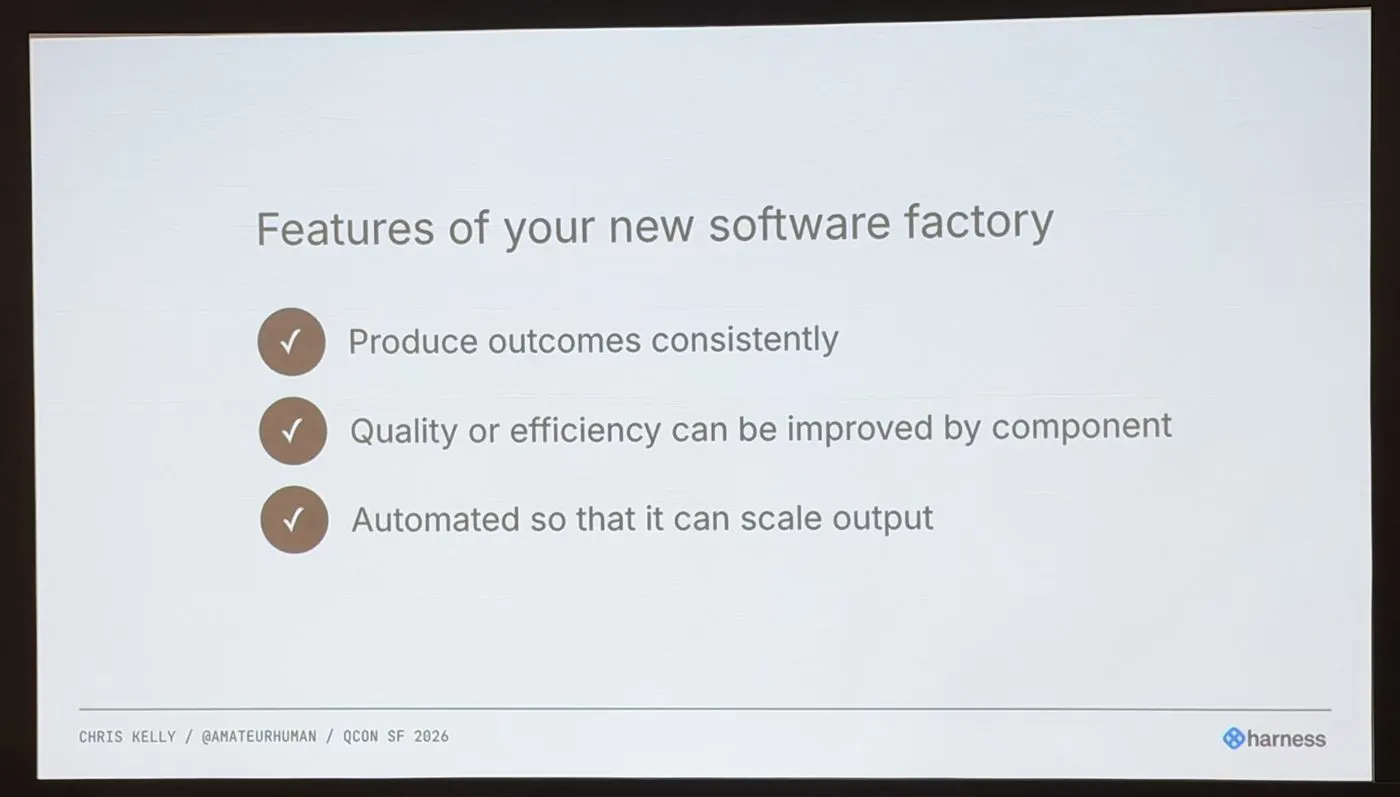 Features of your new software factory
✓ Produce outcomes consistently
✓ Quality or efficiency can be improved by component
✓ Automated so that it can scale output
CHRIS KELLY / @AMATEURHUMAN / QCON SF 2026
harness